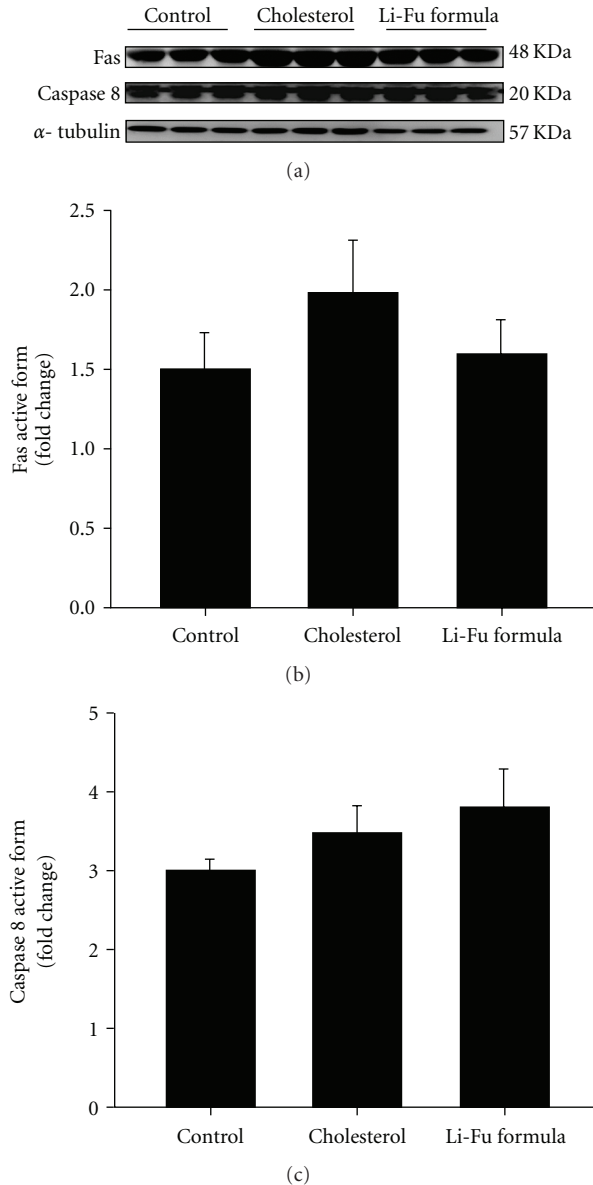 Control Cholesterol Li-Fu formula
Fas 48 KDa
Caspase 8 20 KDa
α- tubulin 57 KDa
(a)
Fas active form
(fold change)
2.5
2.0
1.5
1.0
0.5
0.0
Control Cholesterol Li-Fu formula
(b)
Caspase 8 active form
(fold change)
5
4
3
2
1
0
Control Cholesterol Li-Fu formula
(c)